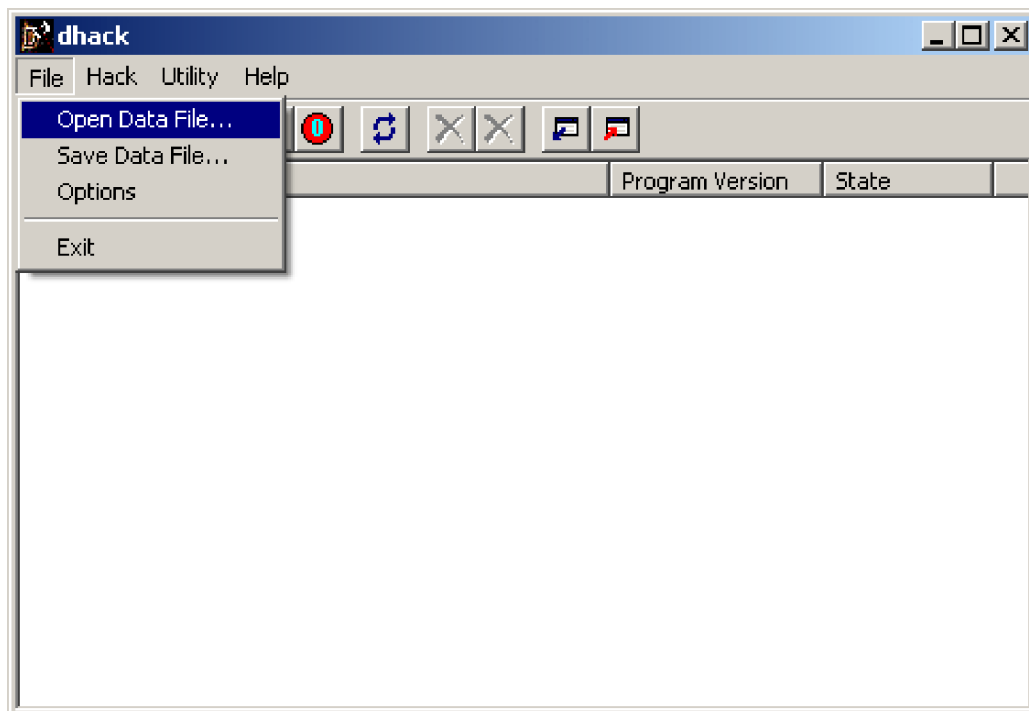 dhack
File Hack Utility Help
Open Data File...
Save Data File...
Options
Exit
Program Version State